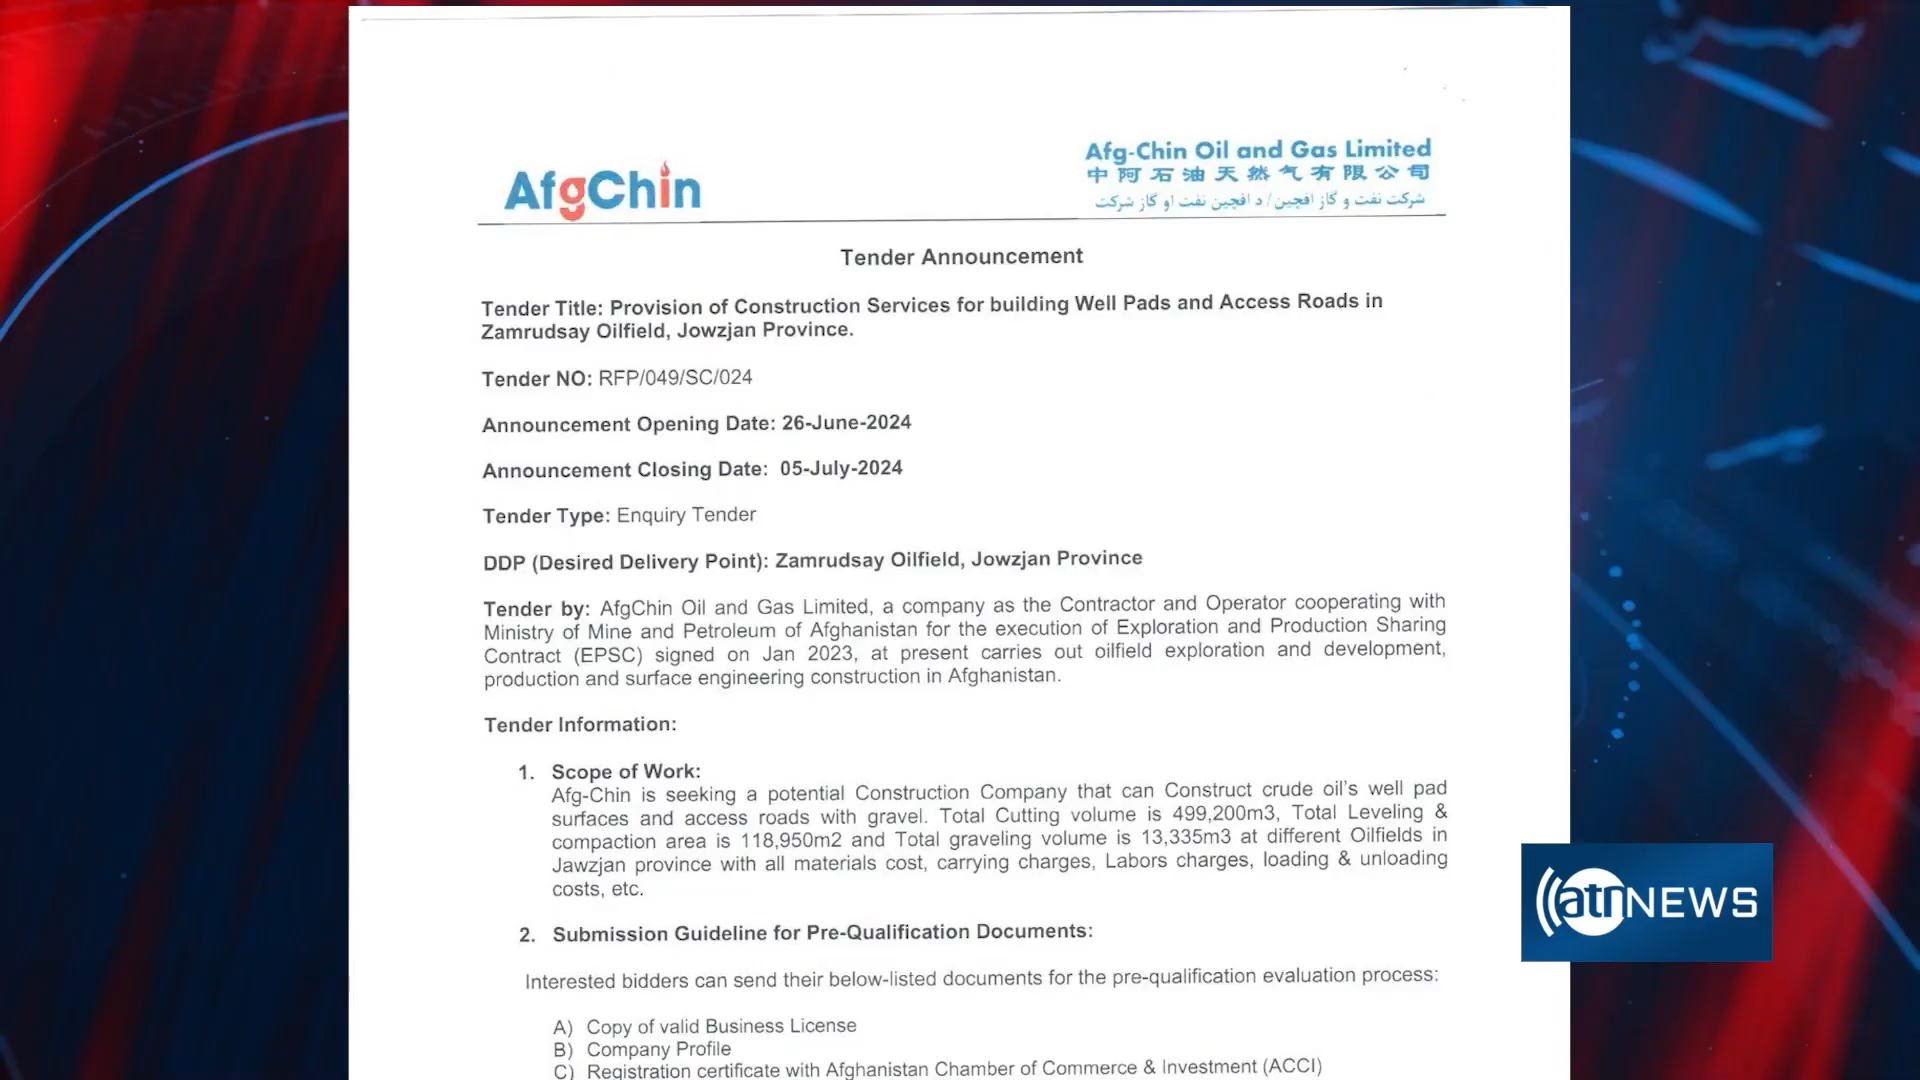 AfgChin
Afg-Chin Oil and Gas Limited
中阿石油天然气有限公司
شرکت نفت و گاز افچین / د افچین نفت او گاز شرکت
Tender Announcement
Tender Title: Provision of Construction Services for building Well Pads and Access Roads in
Zamrudsay Oilfield, Jowzjan Province.
Tender NO: RFP/049/SC/024
Announcement Opening Date: 26-June-2024
Announcement Closing Date: 05-July-2024
Tender Type: Enquiry Tender
DDP (Desired Delivery Point): Zamrudsay Oilfield, Jowzjan Province
Tender by: AfgChin Oil and Gas Limited, a company as the Contractor and Operator cooperating with
Ministry of Mine and Petroleum of Afghanistan for the execution of Exploration and Production Sharing
Contract (EPSC) signed on Jan 2023, at present carries out oilfield exploration and development,
production and surface engineering construction in Afghanistan.
Tender Information:
1. Scope of Work:
Afg-Chin is seeking a potential Construction Company that can Construct crude oil's well pad
surfaces and access roads with gravel. Total Cutting volume is 499,200m3, Total Leveling &
compaction area is 118,950m2 and Total graveling volume is 13,335m3 at different Oilfields in
Jawzjan province with all materials cost, carrying charges, Labors charges, loading & unloading
costs, etc.
2. Submission Guideline for Pre-Qualification Documents:
Interested bidders can send their below-listed documents for the pre-qualification evaluation process:
A) Copy of valid Business License
B) Company Profile
C) Registration certificate with Afghanistan Chamber of Commerce & Investment (ACCI)
atn NEWS